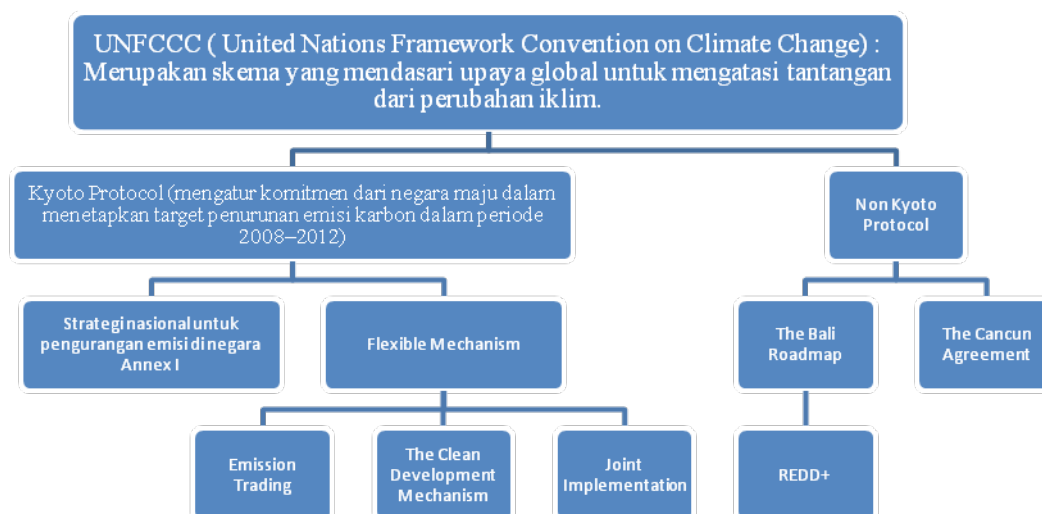 UNFCCC ( United Nations Framework Convention on Climate Change) :
Merupakan skema yang mendasari upaya global untuk mengatasi tantangan
dari perubahan iklim.
Kyoto Protocol (mengatur komitmen dari negara maju dalam
menetapkan target penurunan emisi karbon dalam periode
2008–2012)
Non Kyoto
Protocol
Strategi nasional untuk
pengurangan emisi di negara
Annex I
Flexible Mechanism
The Bali
Roadmap
The Cancun
Agreement
Emission
Trading
The Clean
Development
Mechanism
Joint
Implementation
REDD+